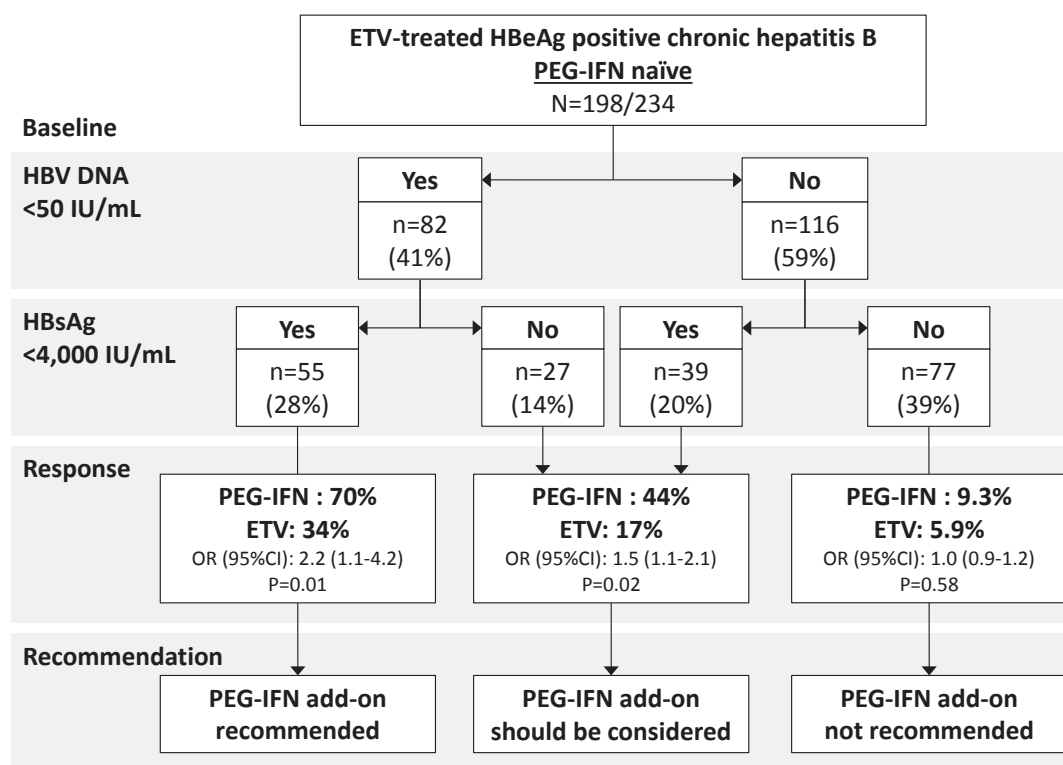 ETV-treated HBeAg positive chronic hepatitis B
PEG-IFN naïve
N=198/234
Baseline
HBV DNA
<50 IU/mL
Yes
n=82
(41%)
No
n=116
(59%)
HBsAg
<4,000 IU/mL
Yes
n=55
(28%)
No
n=27
(14%)
Yes
n=39
(20%)
No
n=77
(39%)
Response
PEG-IFN : 70%
ETV: 34%
OR (95%CI): 2.2 (1.1-4.2)
P=0.01
PEG-IFN : 44%
ETV: 17%
OR (95%CI): 1.5 (1.1-2.1)
P=0.02
PEG-IFN : 9.3%
ETV: 5.9%
OR (95%CI): 1.0 (0.9-1.2)
P=0.58
Recommendation
PEG-IFN add-on
recommended
PEG-IFN add-on
should be considered
PEG-IFN add-on
not recommended